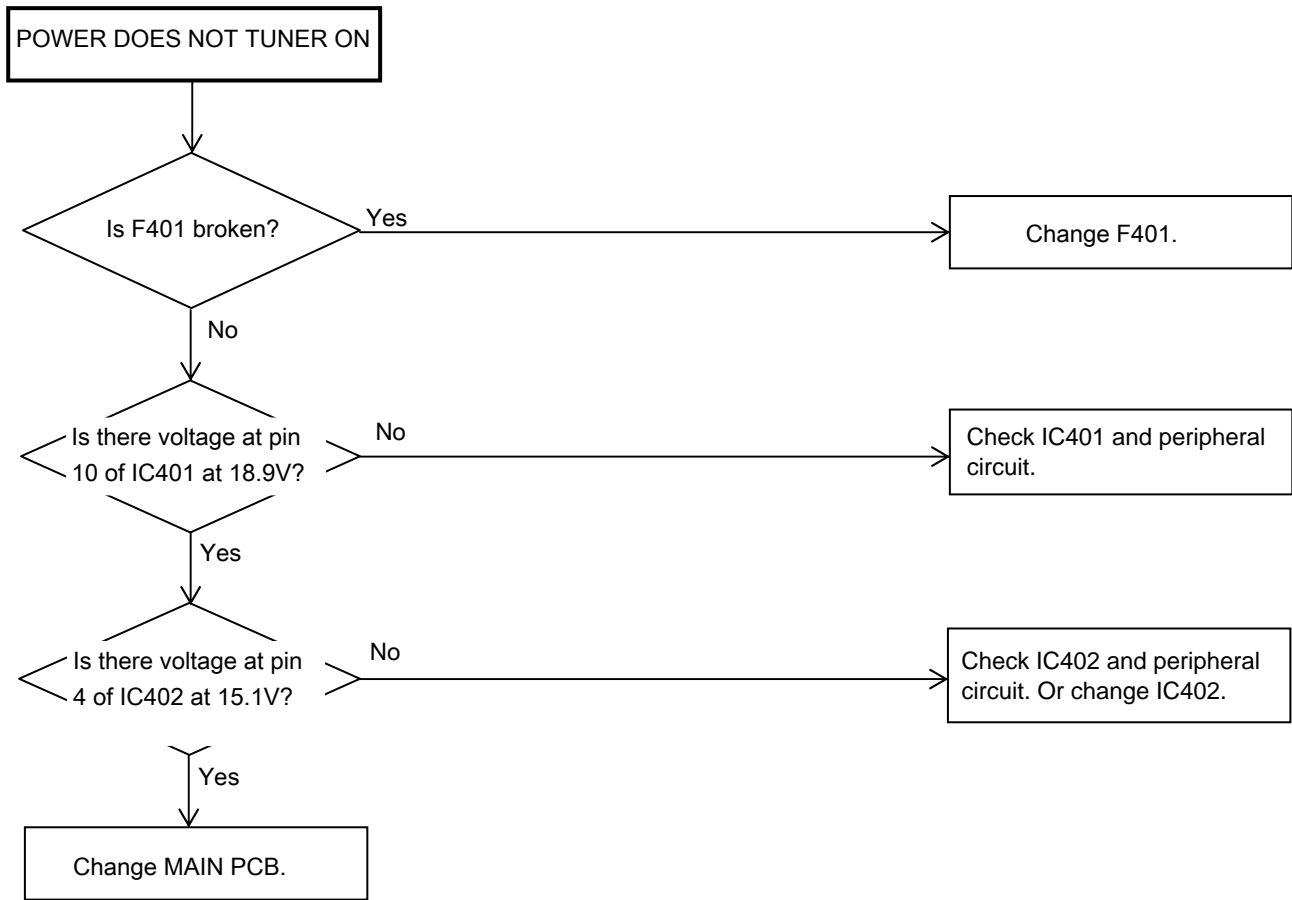 POWER DOES NOT TUNER ON
Is F401 broken?
Yes
Change F401.
No
Is there voltage at pin
10 of IC401 at 18.9V?
No
Check IC401 and peripheral
circuit.
Yes
Is there voltage at pin
4 of IC402 at 15.1V?
No
Check IC402 and peripheral
circuit. Or change IC402.
Yes
Change MAIN PCB.